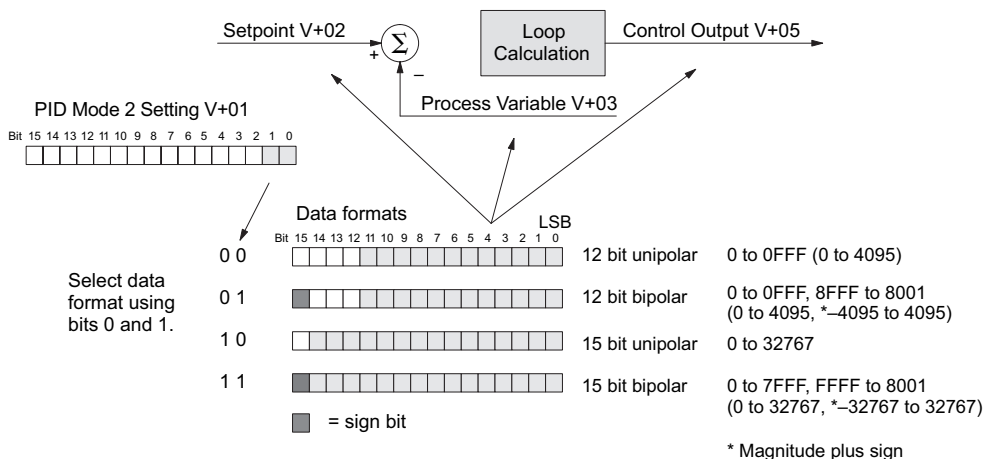 Setpoint V+02
+
Σ
−
Loop
Calculation
Control Output V+05
Process Variable V+03
PID Mode 2 Setting V+01
Bit 15 14 13 12 11 10 9 8 7 6 5 4 3 2 1 0
Data formats
LSB
Bit 15 14 13 12 11 10 9 8 7 6 5 4 3 2 1 0
Select data
format using
bits 0 and 1.
0 0
12 bit unipolar
0 to 0FFF (0 to 4095)
0 1
12 bit bipolar
0 to 0FFF, 8FFF to 8001
(0 to 4095, *–4095 to 4095)
1 0
15 bit unipolar
0 to 32767
1 1
15 bit bipolar
0 to 7FFF, FFFF to 8001
(0 to 32767, *–32767 to 32767)
= sign bit
* Magnitude plus sign